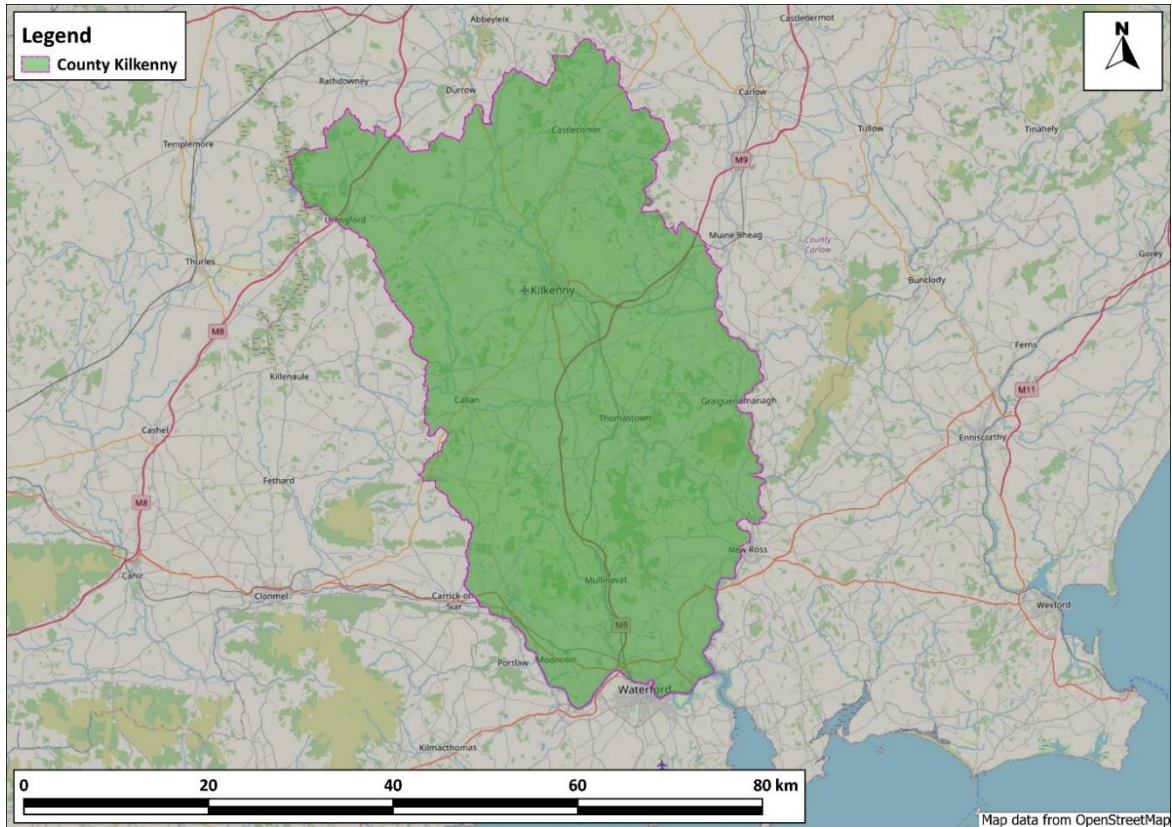 Legend
County Kilkenny
N
Abbeyleix
Castledermot
Rathdowney
Durrow
Carlow
Tullow
Tinahely
Templemore
Castlecomer
M9
Urlingford
Muine Bheag
County
Carlow
Thurles
Bunclody
Gorey
Kilkenny
M8
Ferns
Killenaule
Callan
Graiguenamanagh
M11
Thomastown
Cashel
Enniscorthy
Fethard
M8
New Ross
Cahir
Mullinavat
Clonmel
Carrick-on
Suir
Wexford
M9
Portlaw
Mooncoin
Waterford
Kilmacthomas
0 20 40 60 80 km
Map data from OpenStreetMap